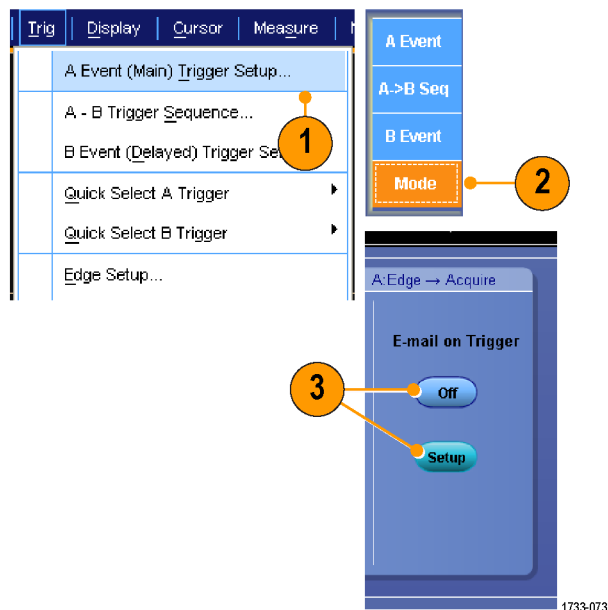 Trig Display Cursor Measure
A Event (Main) Trigger Setup...
A - B Trigger Sequence...
B Event (Delayed) Trigger
Quick Select A Trigger
Quick Select B Trigger
Edge Setup...
1
A Event
A->B Seq
B Event
Mode
2
A:Edge → Acquire
E-mail on Trigger
Off
Setup
3
1733-073